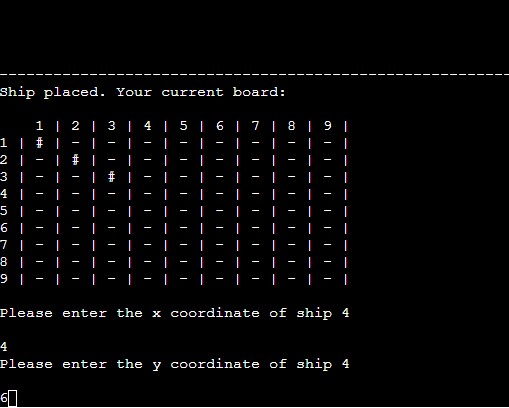 ----------------------------------------------------------------
Ship placed. Your current board:
    1 | 2 | 3 | 4 | 5 | 6 | 7 | 8 | 9 |
1 | # | - | - | - | - | - | - | - | - |
2 | - | # | - | - | - | - | - | - | - |
3 | - | - | # | - | - | - | - | - | - |
4 | - | - | - | - | - | - | - | - | - |
5 | - | - | - | - | - | - | - | - | - |
6 | - | - | - | - | - | - | - | - | - |
7 | - | - | - | - | - | - | - | - | - |
8 | - | - | - | - | - | - | - | - | - |
9 | - | - | - | - | - | - | - | - | - |
Please enter the x coordinate of ship 4
4
Please enter the y coordinate of ship 4
6